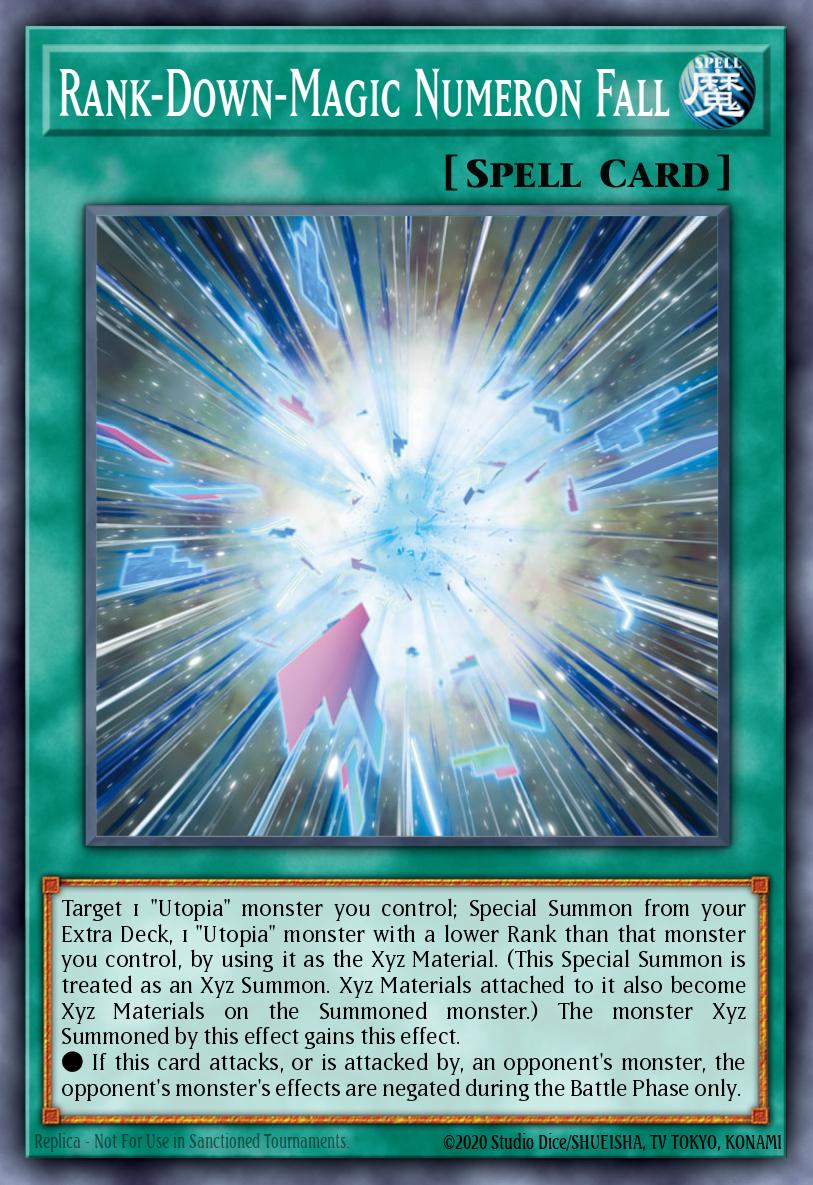 Rank-Down-Magic Numeron Fall
SPELL
魔
[ Spell Card ]
Target 1 "Utopia" monster you control; Special Summon from your
Extra Deck, 1 "Utopia" monster with a lower Rank than that monster
you control, by using it as the Xyz Material. (This Special Summon is
treated as an Xyz Summon. Xyz Materials attached to it also become
Xyz Materials on the Summoned monster.) The monster Xyz
Summoned by this effect gains this effect.
● If this card attacks, or is attacked by, an opponent's monster, the
opponent's monster's effects are negated during the Battle Phase only.
Replica - Not For Use in Sanctioned Tournaments.
©2020 Studio Dice/SHUEISHA, TV TOKYO, KONAMI